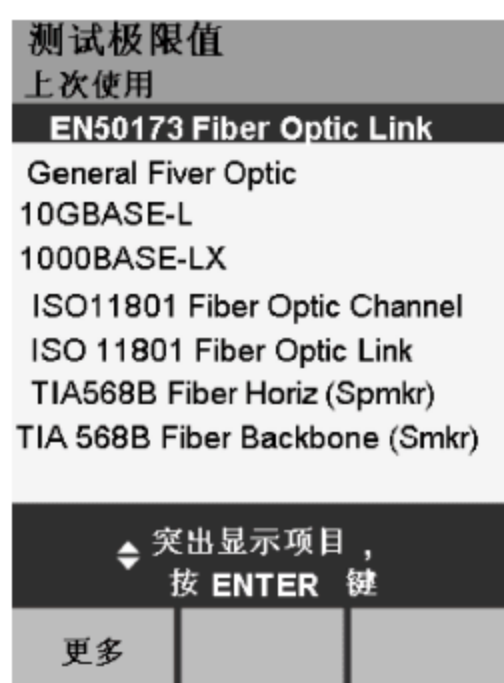 测试极限值
上次使用
EN50173 Fiber Optic Link
General Fiver Optic
10GBASE-L
1000BASE-LX
ISO11801 Fiber Optic Channel
ISO 11801 Fiber Optic Link
TIA568B Fiber Horiz (Spmkr)
TIA 568B Fiber Backbone (Smkr)
突出显示项目，
按 ENTER 键
更多